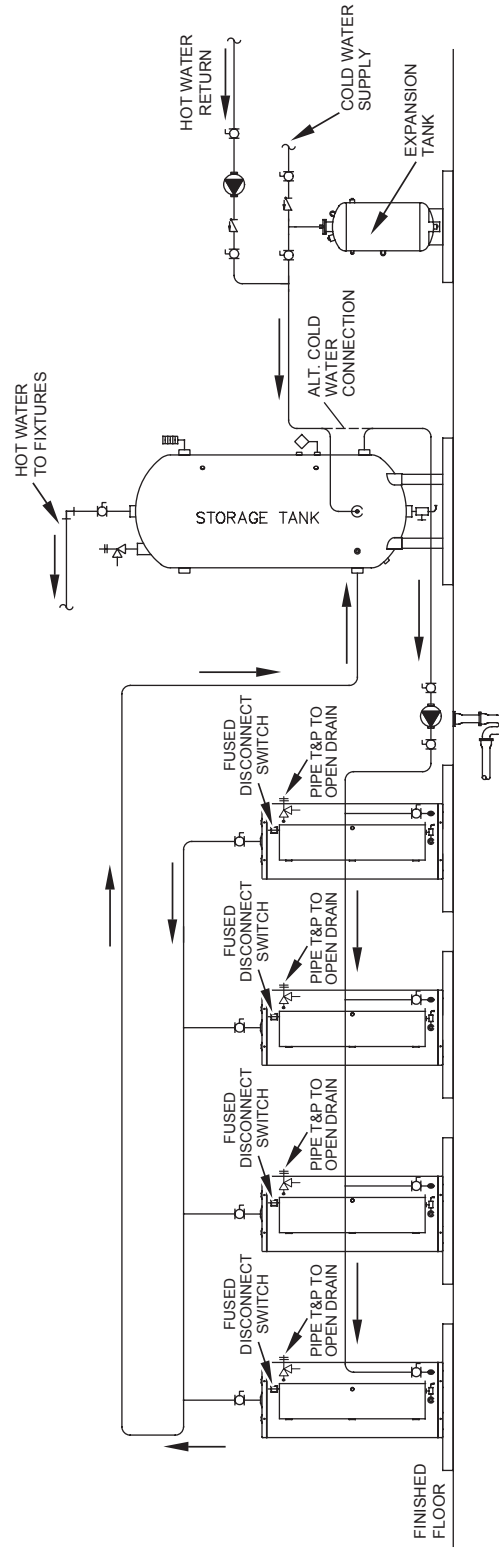 FINISHED
FLOOR
FUSED
DISCONNECT
SWITCH
PIPE T&P TO
OPEN DRAIN
FUSED
DISCONNECT
SWITCH
PIPE T&P TO
OPEN DRAIN
FUSED
DISCONNECT
SWITCH
PIPE T&P TO
OPEN DRAIN
FUSED
DISCONNECT
SWITCH
PIPE T&P TO
OPEN DRAIN
HOT WATER
TO FIXTURES
STORAGE TANK
ALT. COLD
WATER
CONNECTION
HOT WATER
RETURN
COLD WATER
SUPPLY
EXPANSION
TANK